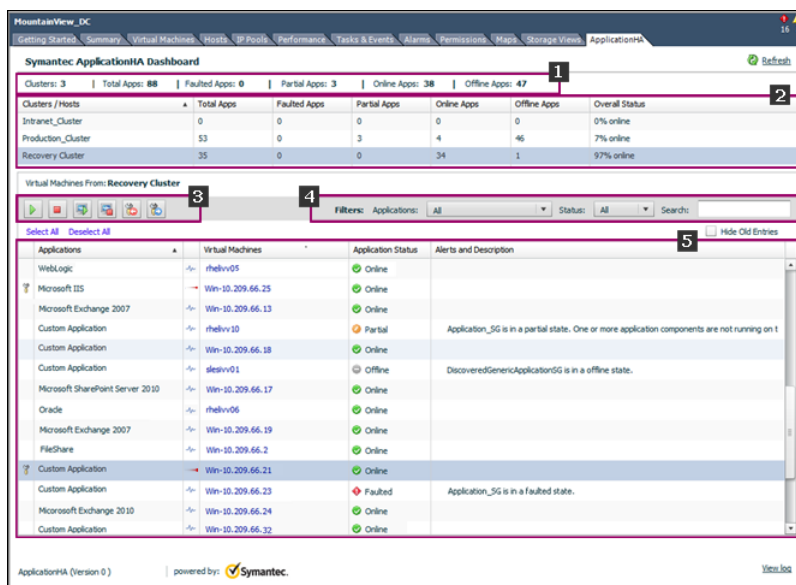 MountainView_DC
16
Getting Started Summary Virtual Machines Hosts IP Pools Performance Tasks & Events Alarms Permissions Maps Storage Views ApplicationHA
Symantec ApplicationHA Dashboard Refresh
1
Clusters: 3 | Total Apps: 88 | Faulted Apps: 0 | Partial Apps: 3 | Online Apps: 38 | Offline Apps: 47
2
Clusters / Hosts Total Apps Faulted Apps Partial Apps Online Apps Offline Apps Overall Status
Intranet_Cluster 0 0 0 0 0 0% online
Production_Cluster 53 0 3 4 46 7% online
Recovery Cluster 35 0 0 34 1 97% online
Virtual Machines From: Recovery Cluster
3 4
Filters: Applications: All Status: All Search:
Select All Deselect All 5 Hide Old Entries
Applications Virtual Machines Application Status Alerts and Description
WebLogic rhelivv05 Online
Microsoft IIS Win-10.209.66.25 Online
Microsoft Exchange 2007 Win-10.209.66.13 Online
Custom Application rhelivv10 Partial Application_SG is in a partial state. One or more application components are not running on t
Custom Application Win-10.209.66.18 Online
Custom Application slesivv01 Offline DiscoveredGenericApplicationSG is in a offline state.
Microsoft SharePoint Server 2010 Win-10.209.66.17 Online
Oracle rhelivv06 Online
Microsoft Exchange 2007 Win-10.209.66.19 Online
FileShare Win-10.209.66.2 Online
Custom Application Win-10.209.66.21 Online
Custom Application Win-10.209.66.23 Faulted Application_SG is in a faulted state.
Micorosoft Exchange 2010 Win-10.209.66.24 Online
Custom Application Win-10.209.66.32 Online
ApplicationHA (Version 0 ) | powered by: Symantec. View log